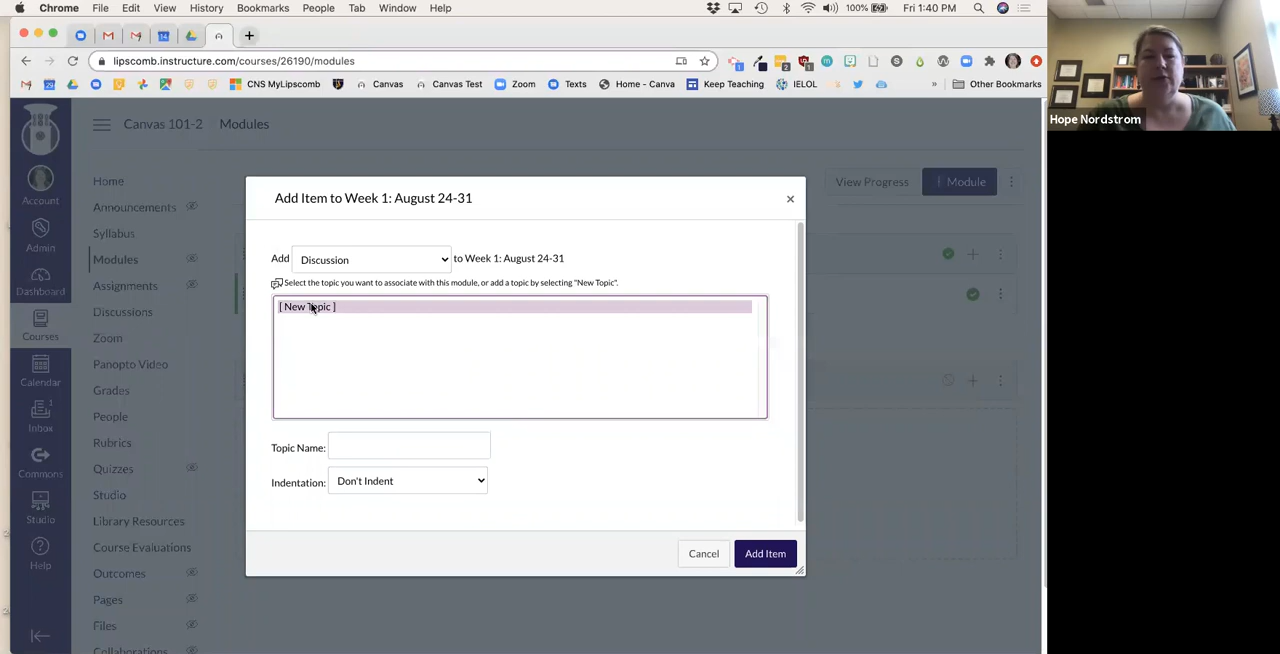 Chrome File Edit View History Bookmarks People Tab Window Help 100% Fri 1:40 PM
lipscomb.instructure.com/courses/26190/modules
CNS MyLipscomb Canvas Canvas Test Zoom Texts Home - Canva Keep Teaching IELOL » Other Bookmarks
Hope Nordstrom
Canvas 101-2 Modules
Account
Admin
Dashboard
Courses
Calendar
Inbox
1
Commons
Studio
Help
Home
Announcements
Syllabus
Modules
Assignments
Discussions
Zoom
Panopto Video
Grades
People
Rubrics
Quizzes
Studio
Library Resources
Course Evaluations
Outcomes
Pages
Files
Collaborations
View Progress Module
Add Item to Week 1: August 24-31 ×
Add Discussion to Week 1: August 24-31
Select the topic you want to associate with this module, or add a topic by selecting "New Topic".
[ New Topic ]
Topic Name:
Indentation: Don't Indent
Cancel Add Item